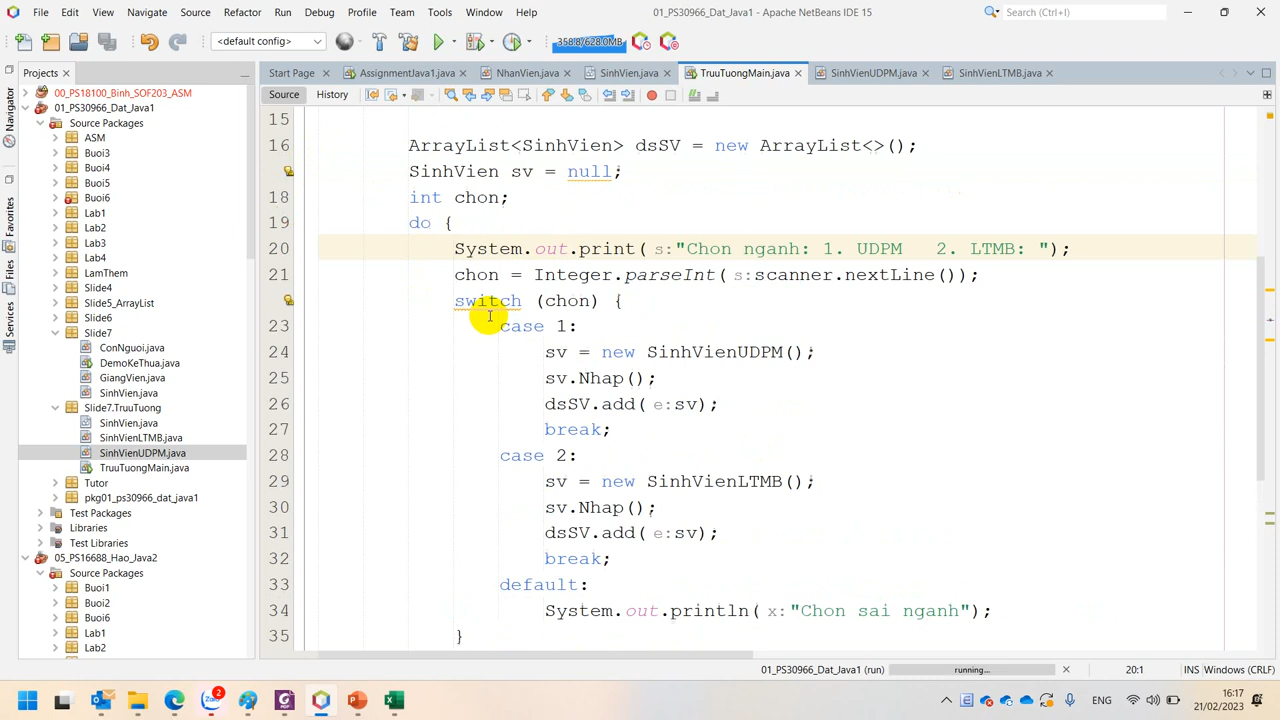 File Edit View Navigate Source Refactor Run Debug Profile Team Tools Window Help
01_PS30966_Dat_Java1 - Apache NetBeans IDE 15
Search (Ctrl+I)
<default config>
358.8/628.0MB
Projects
Start Page
AssignmentJava1.java
NhanVien.java
SinhVien.java
TruuTuongMain.java
SinhVienUDPM.java
SinhVienLTMB.java
Source
History
Navigator
Favorites
Files
Services
00_PS18100_Binh_SOF203_ASM
01_PS30966_Dat_Java1
Source Packages
ASM
Buoi3
Buoi4
Buoi5
Buoi6
Lab1
Lab2
Lab3
Lab4
LamThem
Slide4
Slide5_ArrayList
Slide6
Slide7
ConNguoi.java
DemoKeThua.java
GiangVien.java
SinhVien.java
Slide7.TruuTuong
SinhVien.java
SinhVienLTMB.java
SinhVienUDPM.java
TruuTuongMain.java
Tutor
pkg01_ps30966_dat_java1
Test Packages
Libraries
Test Libraries
05_PS16688_Hao_Java2
Source Packages
Buoi1
Buoi2
Buoi6
Lab1
Lab2
15
16 ArrayList<SinhVien> dsSV = new ArrayList<>();
SinhVien sv = null;
18 int chon;
19 do {
20 System.out.print( s:"Chon nganh: 1. UDPM   2. LTMB: ");
21 chon = Integer.parseInt( s:scanner.nextLine());
switch (chon) {
23 case 1:
24 sv = new SinhVienUDPM();
25 sv.Nhap();
26 dsSV.add( e:sv);
27 break;
28 case 2:
29 sv = new SinhVienLTMB();
30 sv.Nhap();
31 dsSV.add( e:sv);
32 break;
33 default:
34 System.out.println( x:"Chon sai nganh");
35 }
01_PS30966_Dat_Java1 (run)
running...
20:1
INS
Windows (CRLF)
Zalo
2
ENG
16:17
21/02/2023